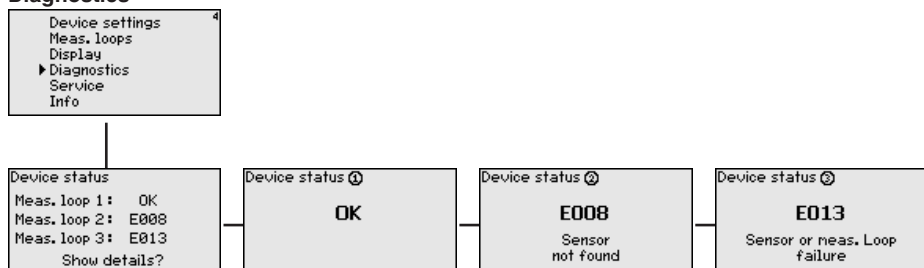 Diagnostics
Device settings
4
Meas. loops
Display
Diagnostics
Service
Info
Device status
Meas. loop 1: OK
Meas. loop 2: E008
Meas. loop 3: E013
Show details?
Device status ①
OK
Device status ②
E008
Sensor
not found
Device status ③
E013
Sensor or meas. Loop
failure